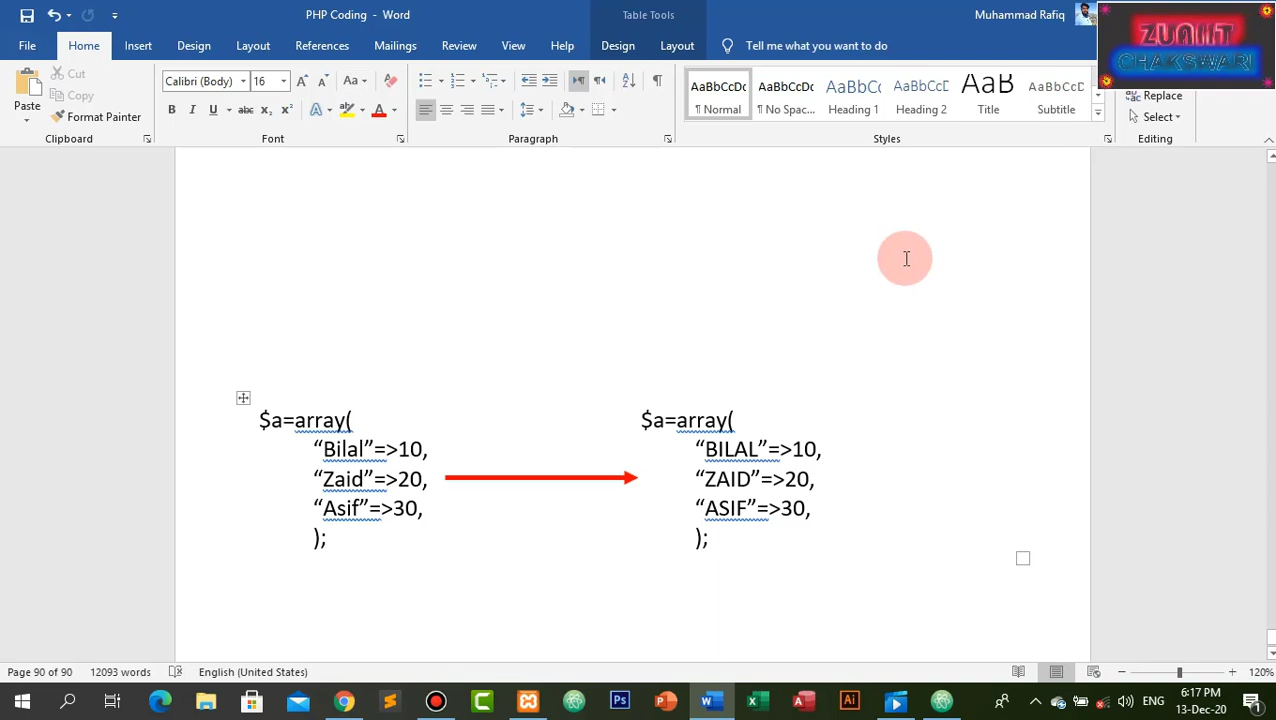 PHP Coding - Word
Table Tools
Muhammad Rafiq
ZUAIIT
CHAKSWARI
File Home Insert Design Layout References Mailings Review View Help Design Layout Tell me what you want to do
Paste
Cut
Copy
Format Painter
Clipboard
Calibri (Body) 16
Font
Paragraph
AaBbCcDc AaBbCcDc AaBbCc AaBbCcD AaB AaBbCcD
¶ Normal ¶ No Spac... Heading 1 Heading 2 Title Subtitle
Styles
Replace
Select
Editing
$a=array(
“Bilal”=>10,
“Zaid”=>20,
“Asif”=>30,
);
$a=array(
“BILAL”=>10,
“ZAID”=>20,
“ASIF”=>30,
);
Page 90 of 90 12093 words English (United States) 120%
ENG
6:17 PM
13-Dec-20